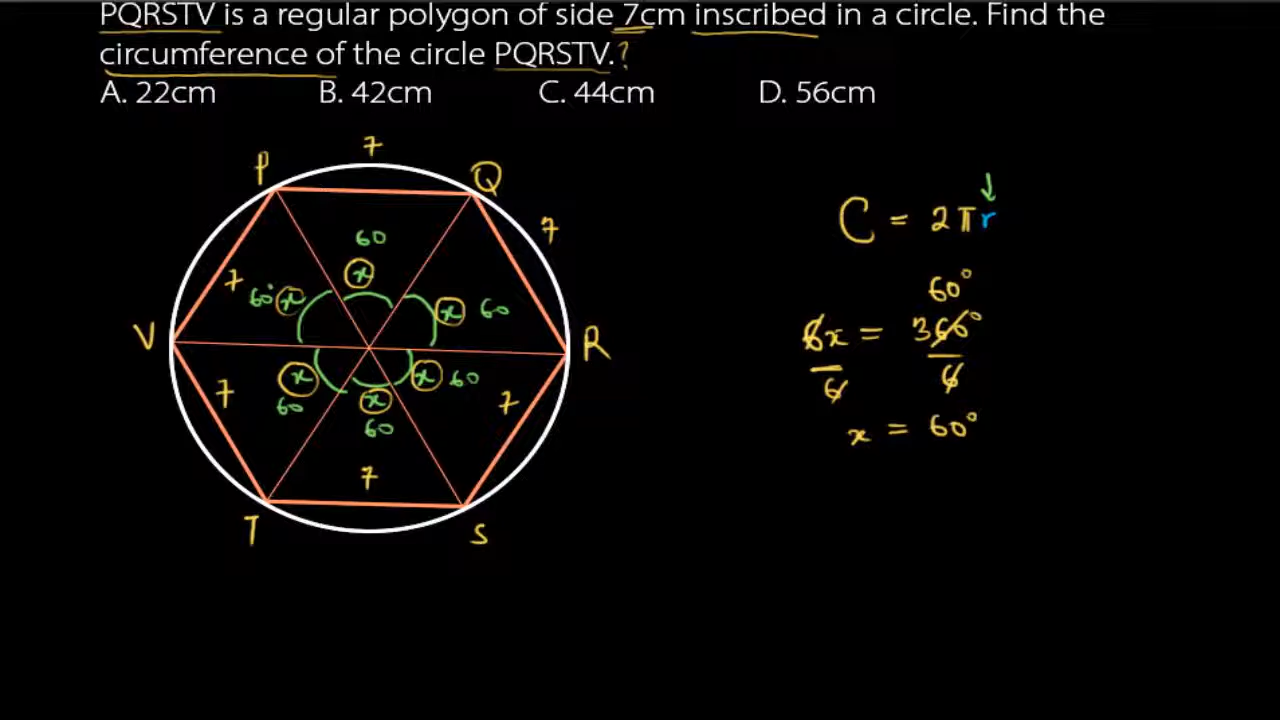 PQRSTV is a regular polygon of side 7cm inscribed in a circle. Find the
circumference of the circle PQRSTV.?
A. 22cm B. 42cm C. 44cm D. 56cm
7
P Q
7
60
x
7
60° x
x 60
C = 2πr
60°
6x = 360°
6 6
x = 60°
V R
x 60
x 60
x 60
7 7
7
T S